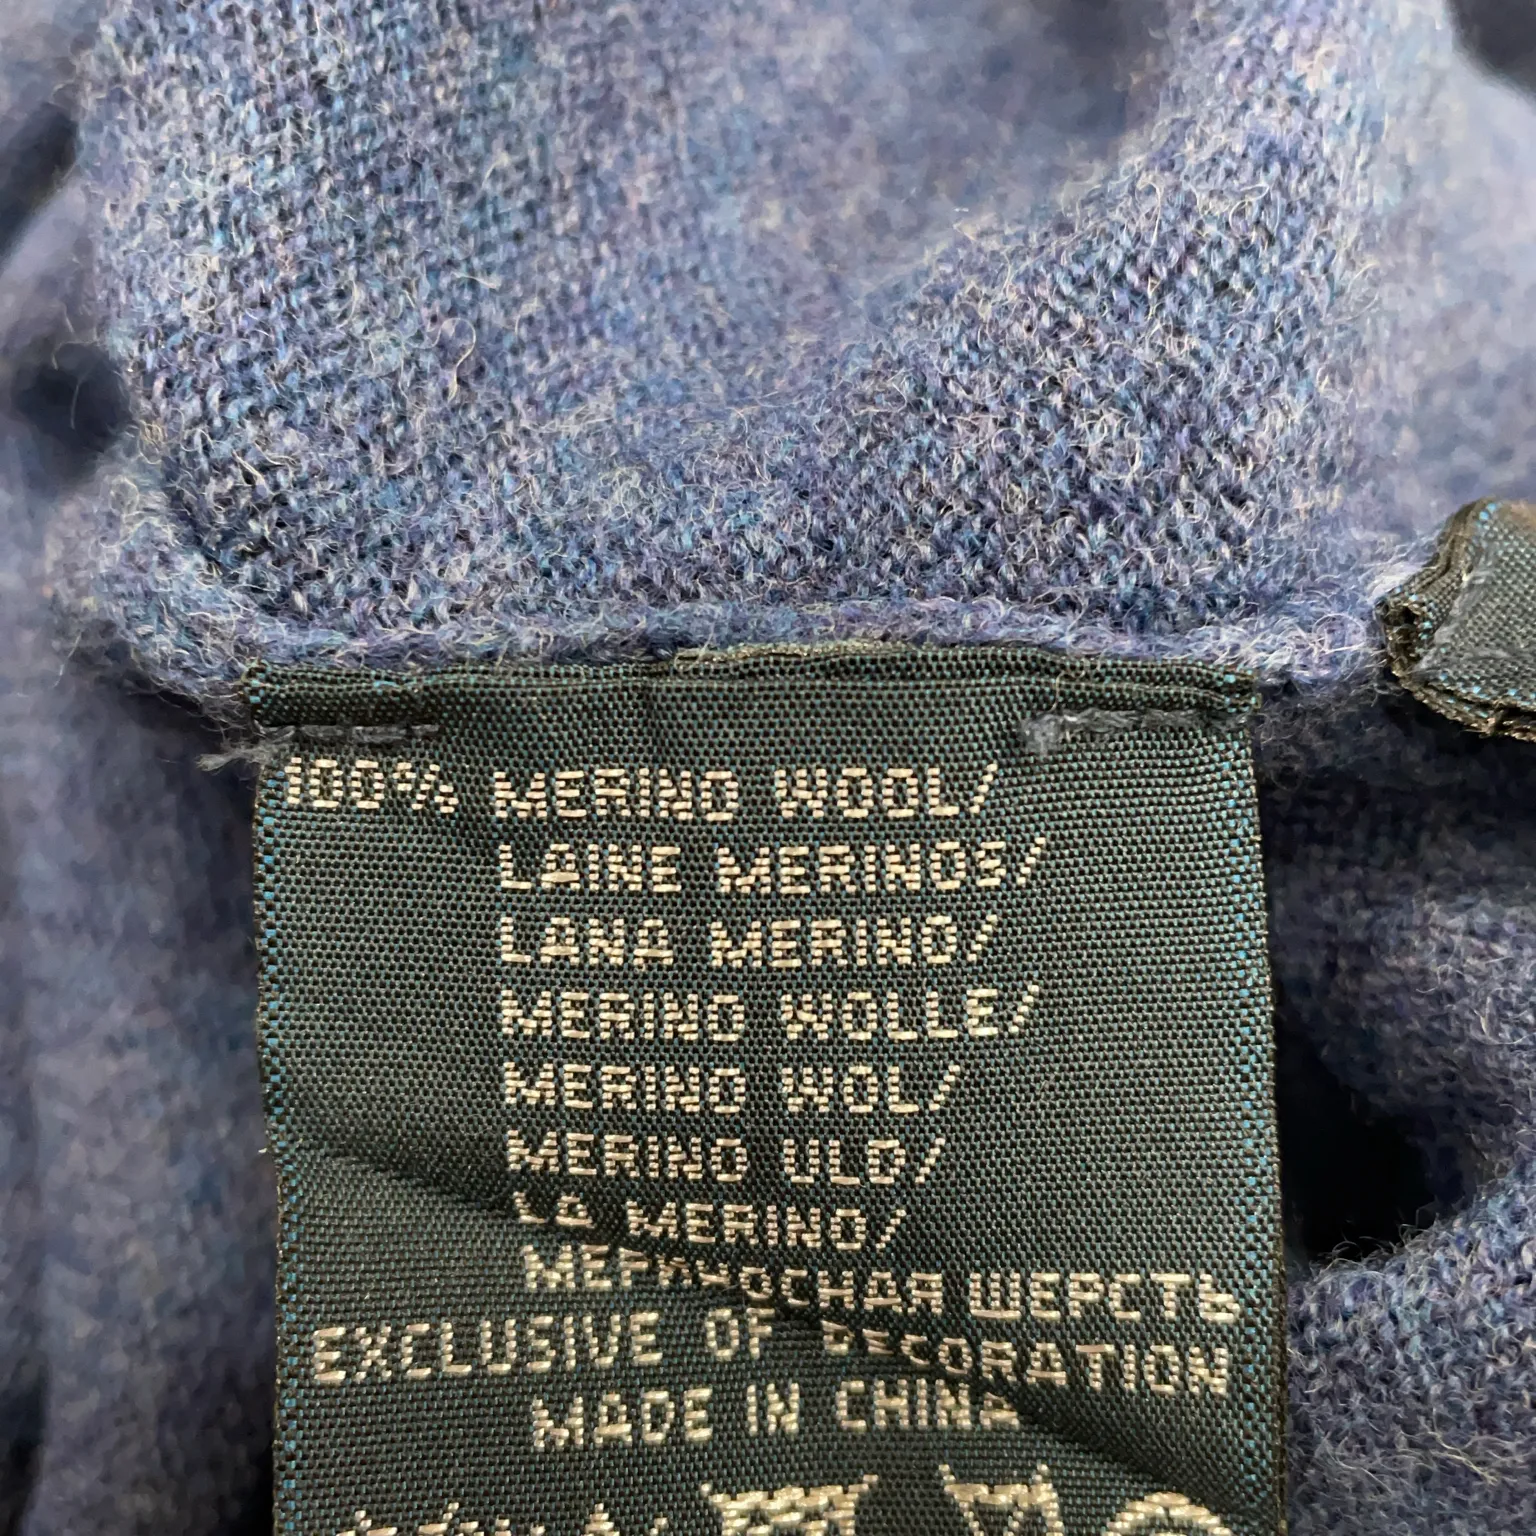 100% MERINO WOOL/
LAINE MERINOS/
LANA MERINO/
MERINO WOLLE/
MERINO WOL/
MERINO ULD/
LÃ MERINO/
МЕРИНОСНАЯ ШЕРСТЬ
EXCLUSIVE OF DECORATION
MADE IN CHINA